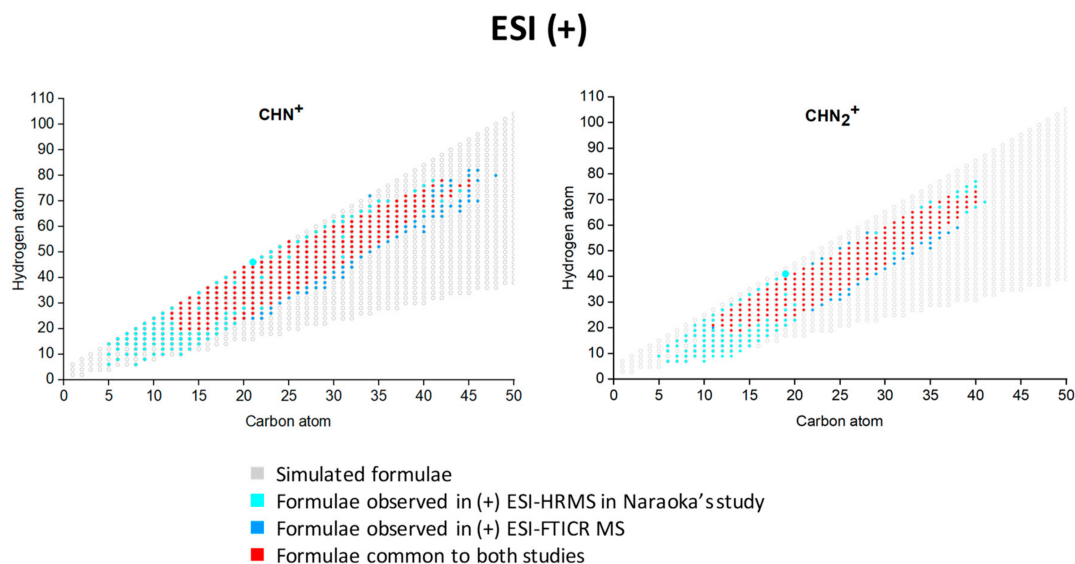 ESI (+)
CHN+
Hydrogen atom
110
100
90
80
70
60
50
40
30
20
10
0
0 5 10 15 20 25 30 35 40 45 50
Carbon atom
CHN2+
Hydrogen atom
110
100
90
80
70
60
50
40
30
20
10
0
0 5 10 15 20 25 30 35 40 45 50
Carbon atom
Simulated formulae
Formulae observed in (+) ESI-HRMS in Naraoka's study
Formulae observed in (+) ESI-FTICR MS
Formulae common to both studies